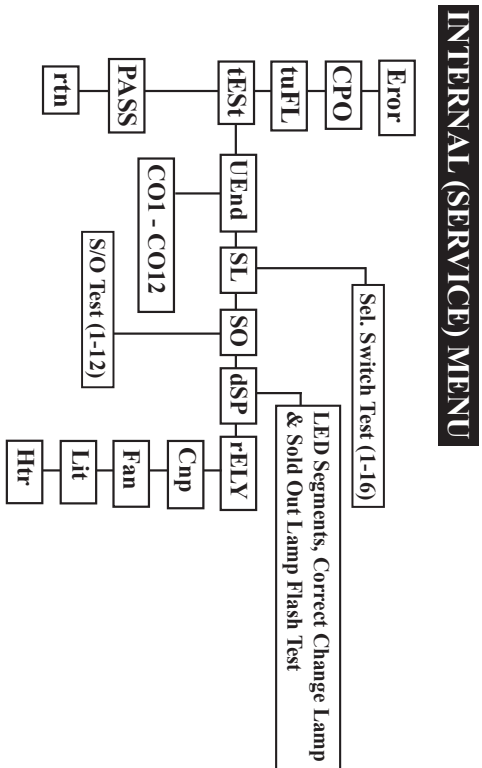 INTERNAL (SERVICE) MENU
Eror
CPO
tuFL
tESt
PASS
rtn
UEnd
CO1 - CO12
SL
Sel. Switch Test (1-16)
SO
S/O Test (1-12)
dSP
LED Segments, Correct Change Lamp
& Sold Out Lamp Flash Test
rELY
Cnp
Fan
Lit
Htr